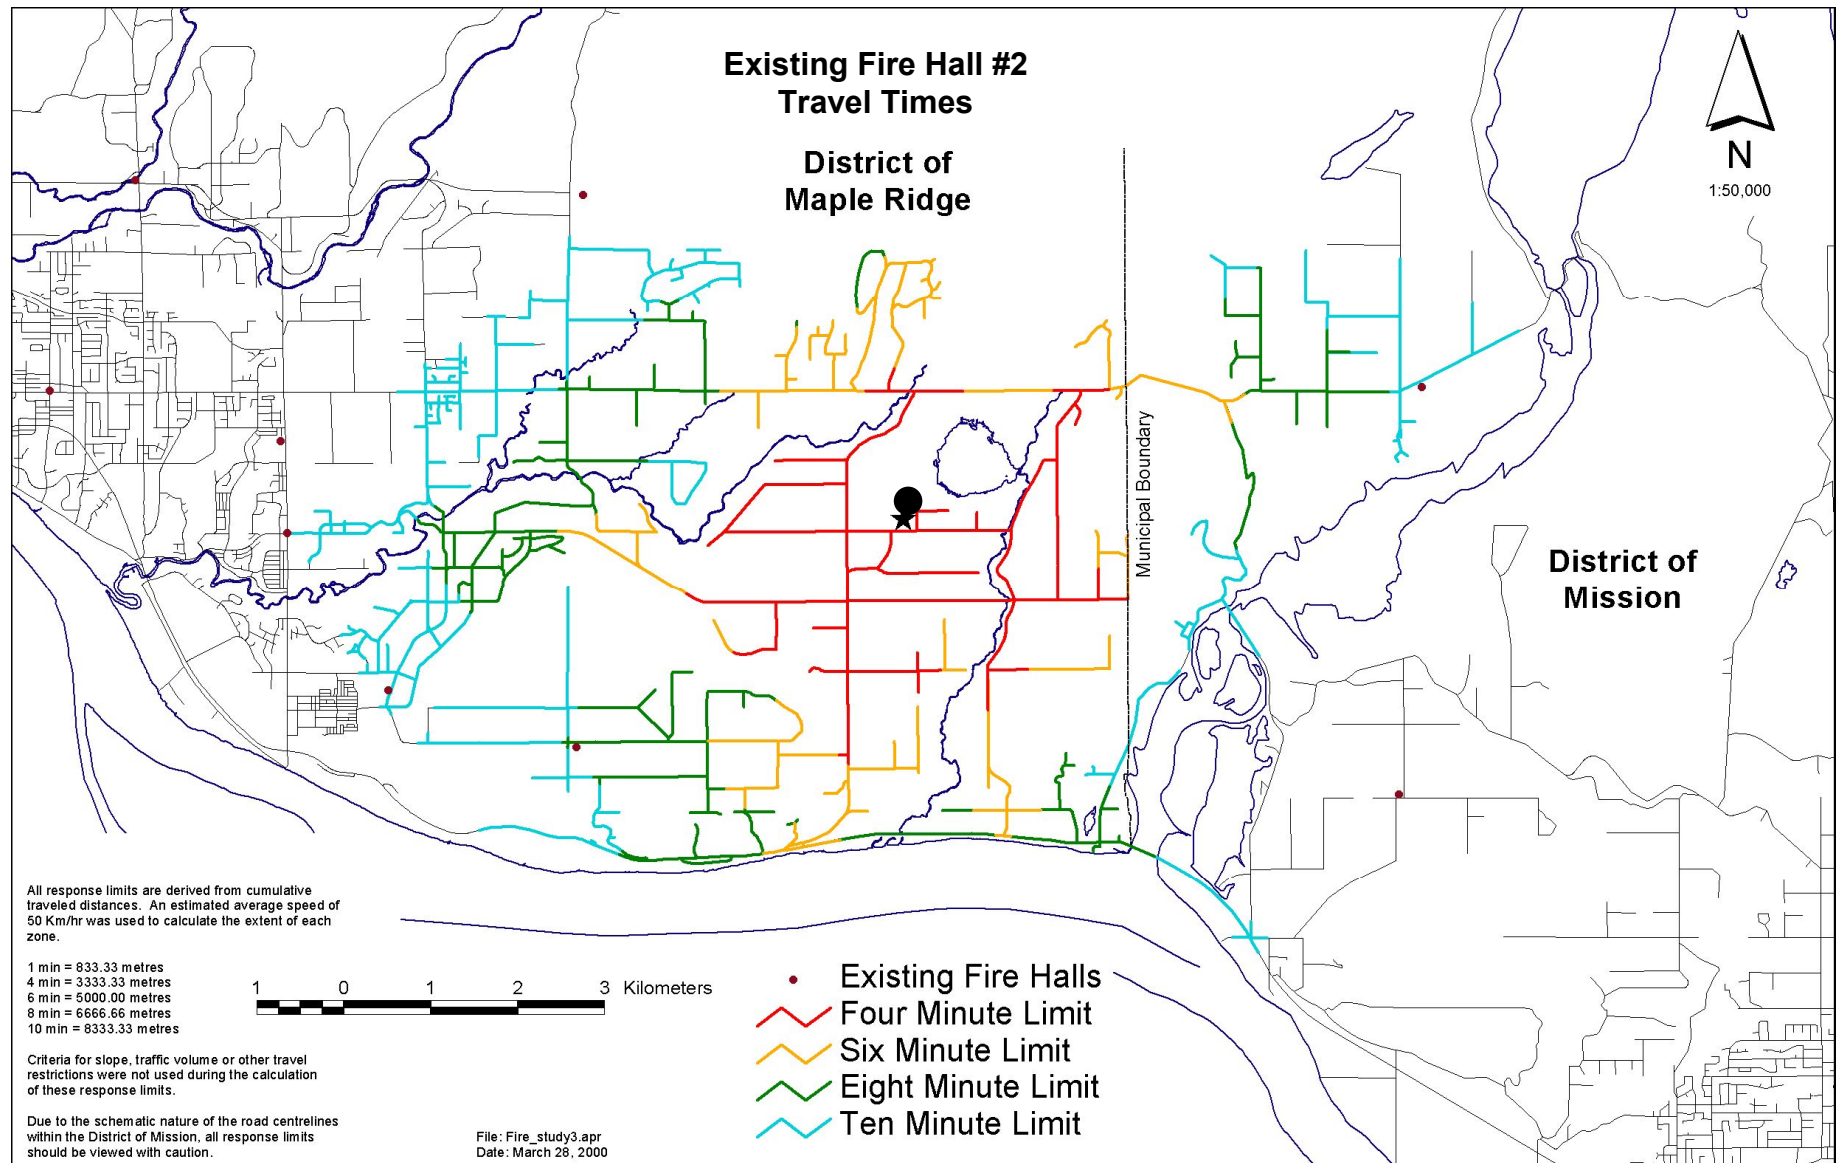 Existing Fire Hall #2
Travel Times
District of
Maple Ridge
N
1:50,000
Municipal Boundary
District of
Mission
All response limits are derived from cumulative
traveled distances. An estimated average speed of
50 Km/hr was used to calculate the extent of each
zone.
1 min = 833.33 metres
4 min = 3333.33 metres
6 min = 5000.00 metres
8 min = 6666.66 metres
10 min = 8333.33 metres
Criteria for slope, traffic volume or other travel
restrictions were not used during the calculation
of these response limits.
Due to the schematic nature of the road centrelines
within the District of Mission, all response limits
should be viewed with caution.
1 0 1 2 3 Kilometers
File: Fire_study3.apr
Date: March 28, 2000
Existing Fire Halls
Four Minute Limit
Six Minute Limit
Eight Minute Limit
Ten Minute Limit